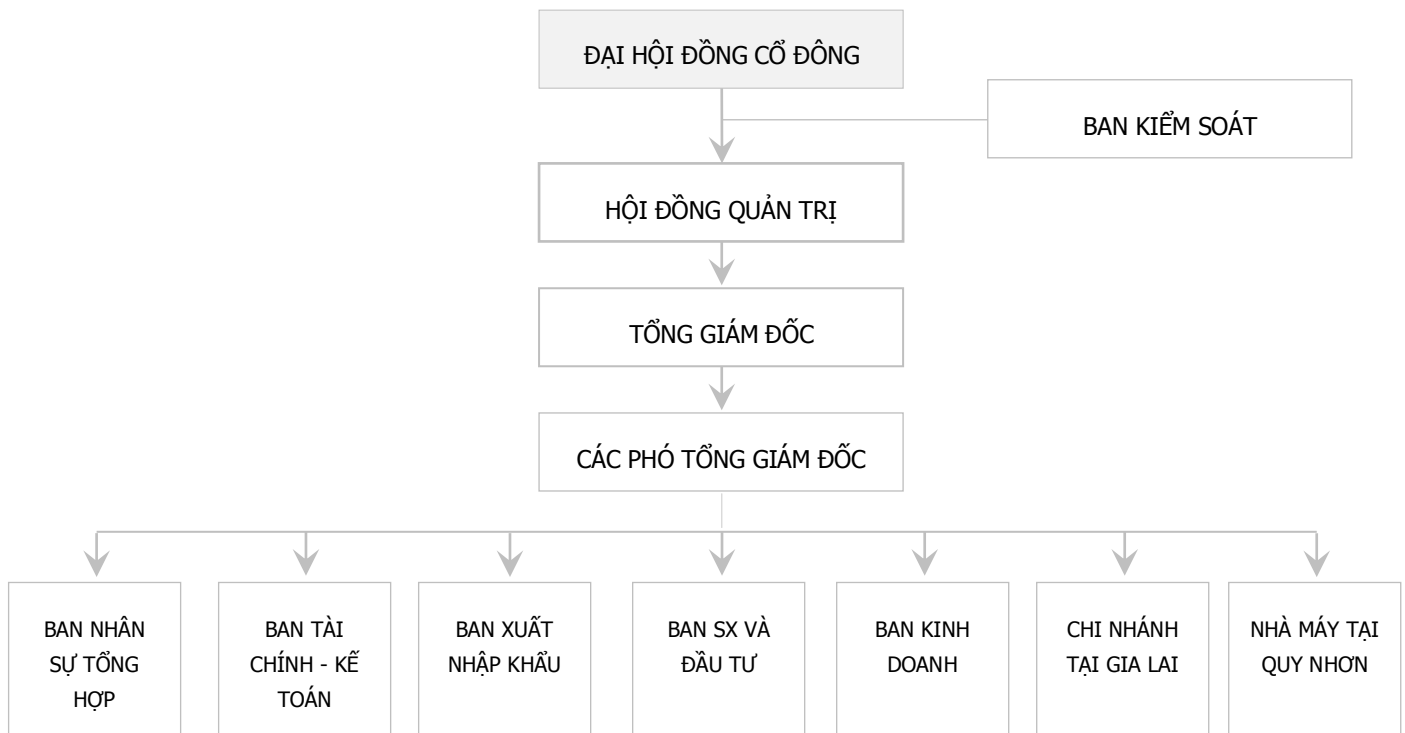 ĐẠI HỘI ĐỒNG CỔ ĐÔNG
BAN KIỂM SOÁT
HỘI ĐỒNG QUẢN TRỊ
TỔNG GIÁM ĐỐC
CÁC PHÓ TỔNG GIÁM ĐỐC
BAN NHÂN
SỰ TỔNG
HỢP
BAN TÀI
CHÍNH - KẾ
TOÁN
BAN XUẤT
NHẬP KHẨU
BAN SX VÀ
ĐẦU TƯ
BAN KINH
DOANH
CHI NHÁNH
TẠI GIA LAI
NHÀ MÁY TẠI
QUY NHƠN